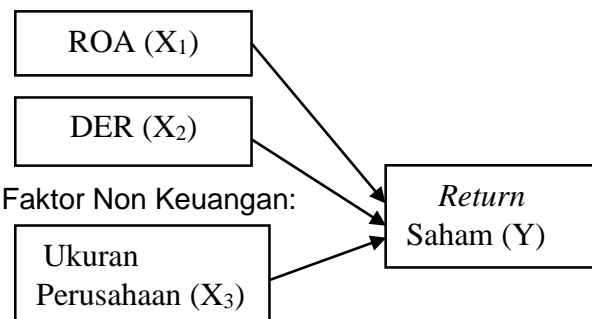 ROA (X₁)
DER (X₂)
Faktor Non Keuangan:
Ukuran
Perusahaan (X₃)
Return
Saham (Y)